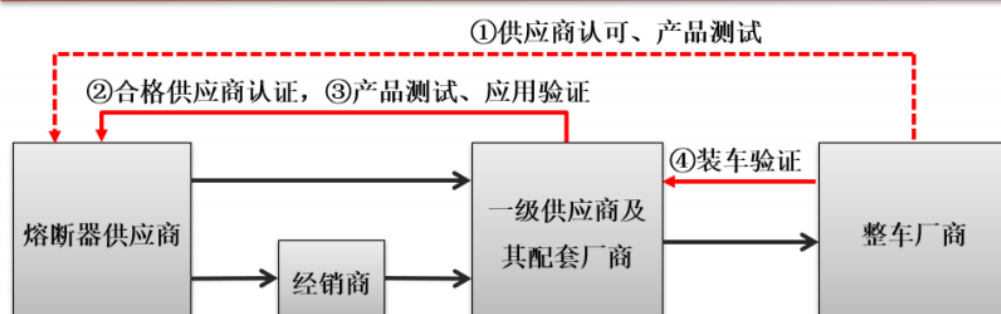 ①供应商认可、产品测试
②合格供应商认证，③产品测试、应用验证
④装车验证
熔断器供应商
经销商
一级供应商及
其配套厂商
整车厂商